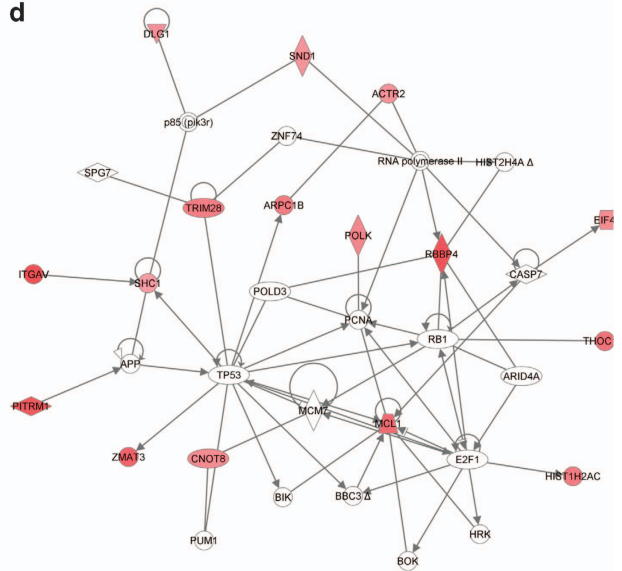 d
DLG1
SND1
ACTR2
p85 (pik3r)
ZNF74
RNA polymerase II
HIST2H4A Δ
SPG7
TRIM28
ARPC1B
EIF4
POLK
RBBP4
ITGAV
SHC1
CASP7
POLD3
PCNA
RB1
THOC
APP
TP53
ARID4A
PITRM1
MCM7
MCL1
ZMAT3
CNOT8
E2F1
HIST1H2AC
BIK
BBC3 Δ
PUM1
HRK
BOK